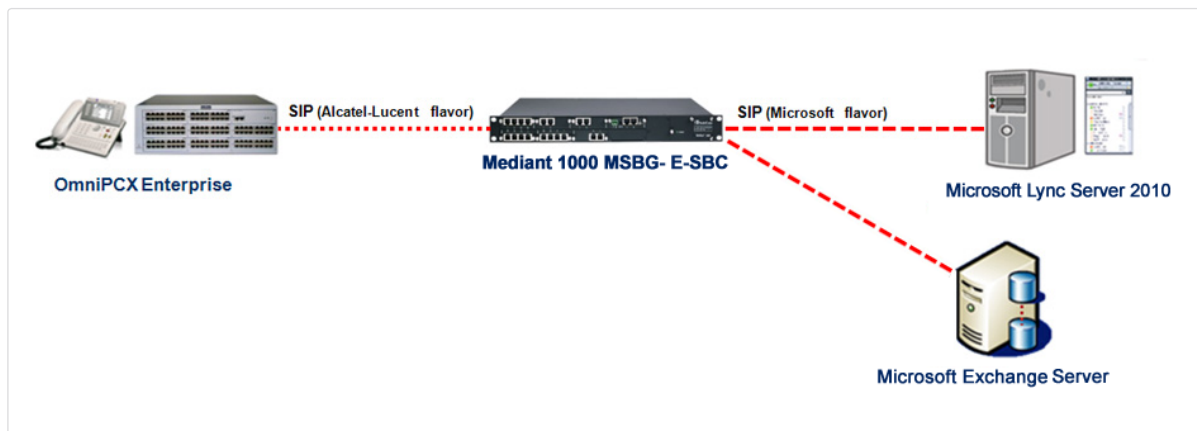 SIP (Alcatel-Lucent flavor)
SIP (Microsoft flavor)
OmniPCX Enterprise
Mediant 1000 MSBG- E-SBC
Microsoft Lync Server 2010
Microsoft Exchange Server